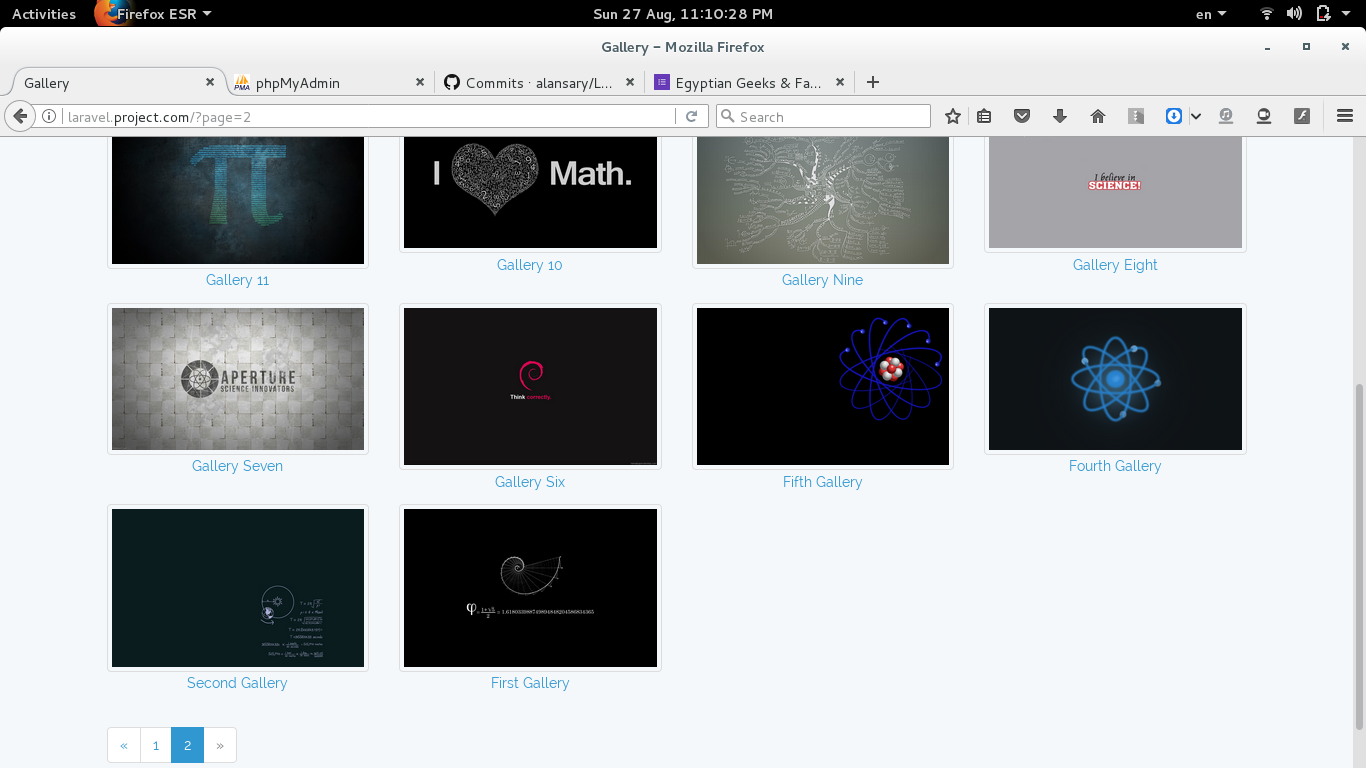 Activities Firefox ESR Sun 27 Aug, 11:10:28 PM en
Gallery - Mozilla Firefox
Gallery phpMyAdmin Commits · alansary/L... Egyptian Geeks & Fa...
laravel.project.com/?page=2 Search
I Math.
I believe in
SCIENCE!
Gallery 11 Gallery 10 Gallery Nine Gallery Eight
APERTURE
SCIENCE INNOVATORS
Think correctly.
Gallery Seven Gallery Six Fifth Gallery Fourth Gallery
Second Gallery First Gallery
« 1 2 »